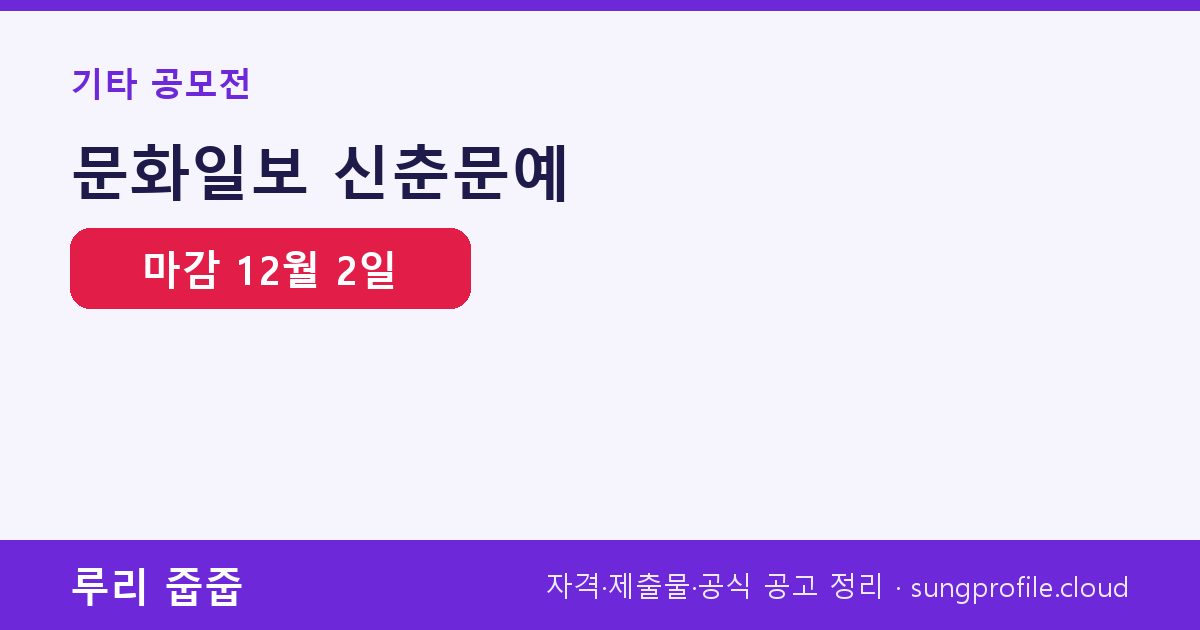 기타 공모전
문화일보 신춘문예
마감 12월 2일
루리 줍줍
자격·제출물·공식 공고 정리 · sungprofile.cloud